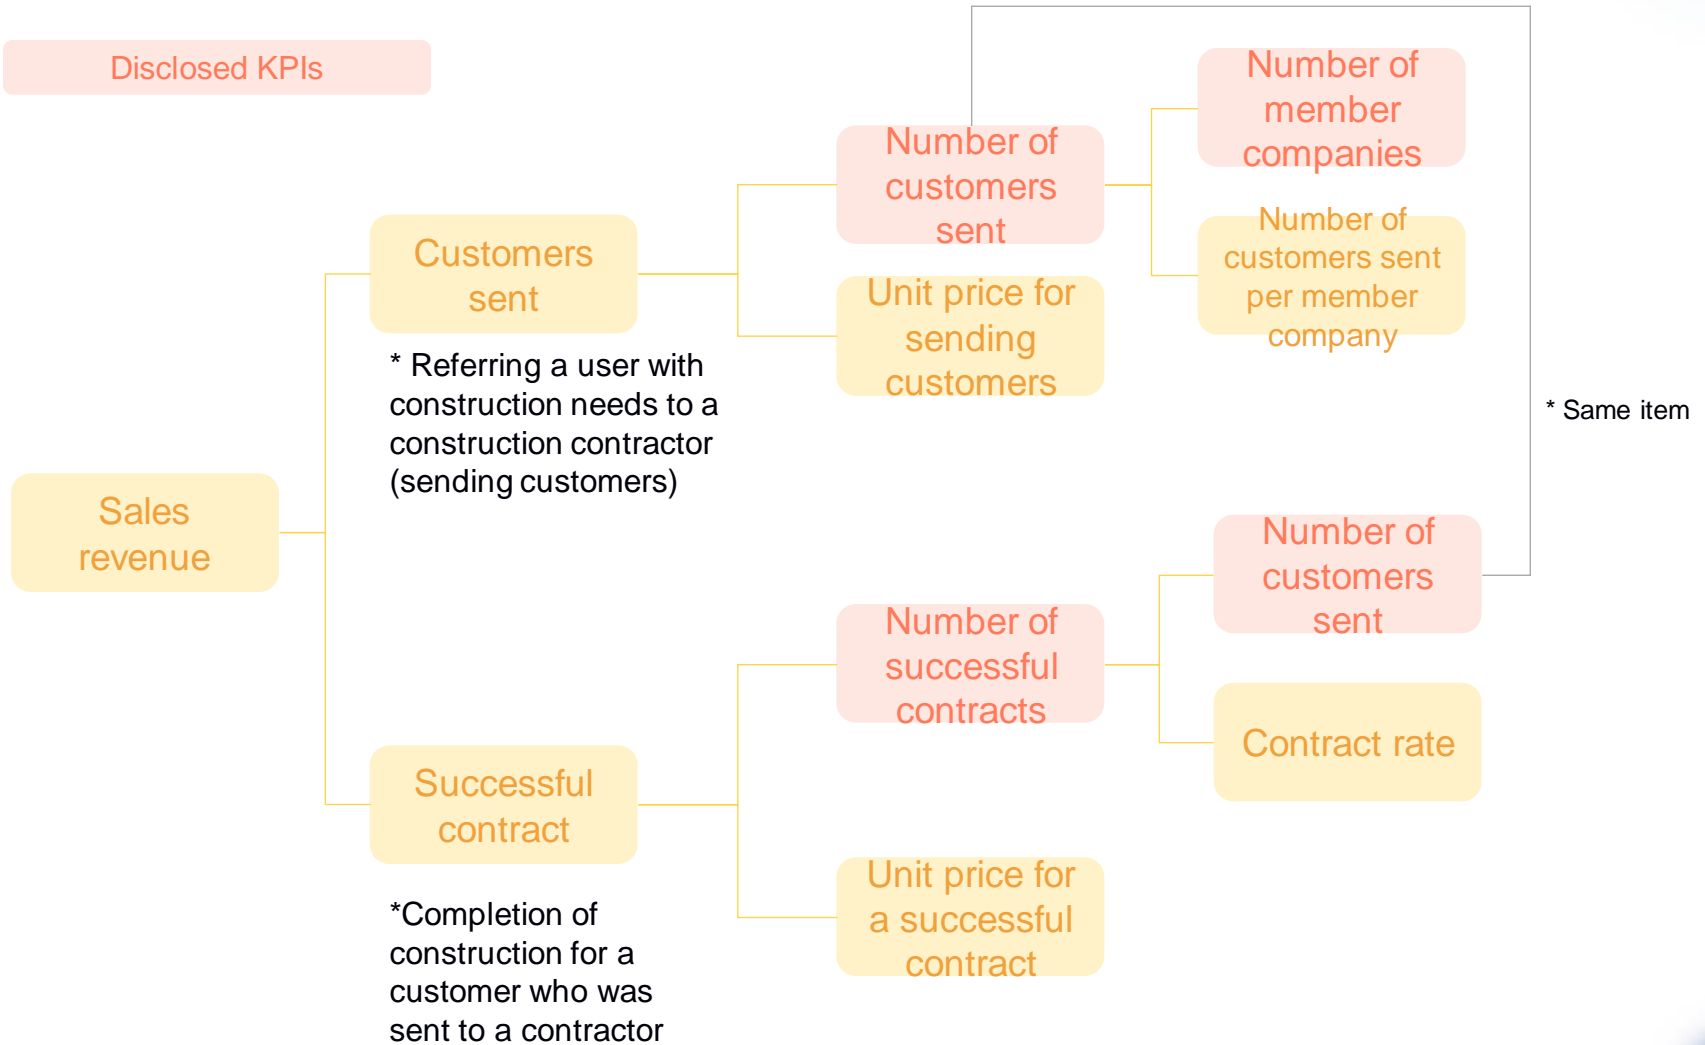 Disclosed KPIs
Number of
member
companies
Number of
customers
sent
Number of
customers sent
per member
company
Customers
sent
Unit price for
sending
customers
* Referring a user with
construction needs to a
construction contractor
(sending customers)
* Same item
Sales
revenue
Number of
customers
sent
Number of
successful
contracts
Contract rate
Successful
contract
Unit price for
a successful
contract
*Completion of
construction for a
customer who was
sent to a contractor